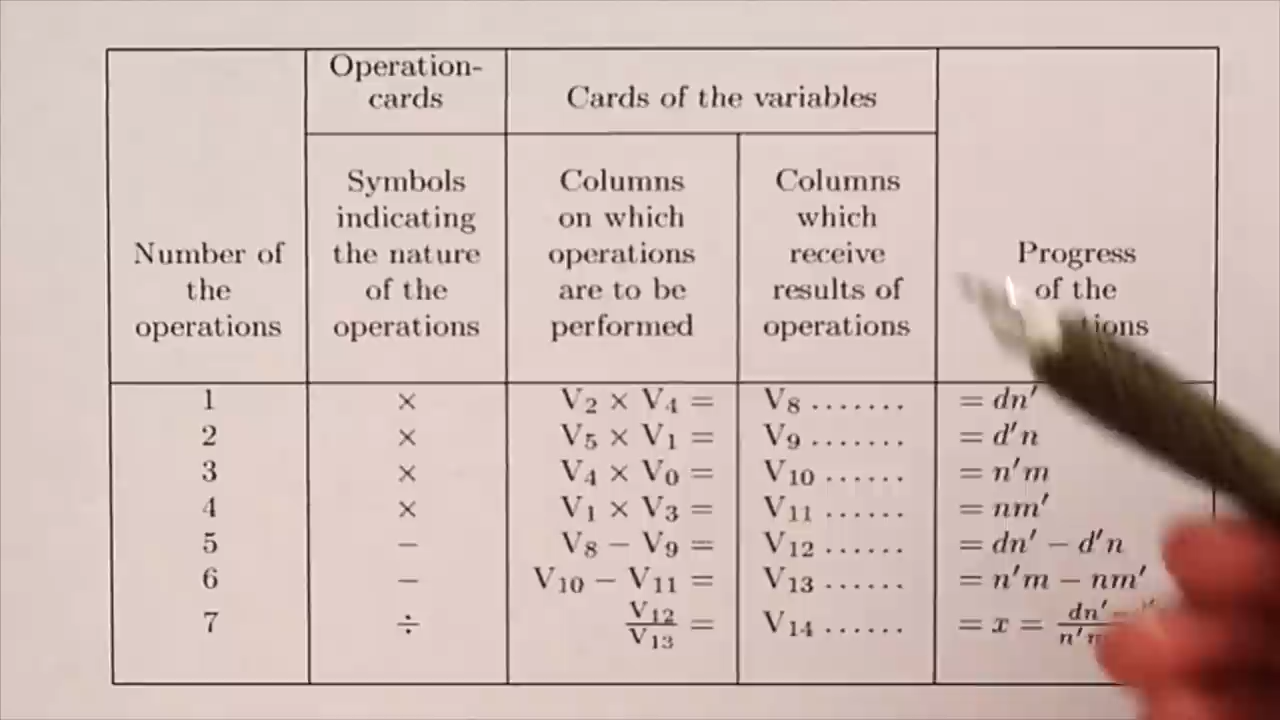 Operation-
cards
Cards of the variables
Number of
the
operations
Symbols
indicating
the nature
of the
operations
Columns
on which
operations
are to be
performed
Columns
which
receive
results of
operations
Progress
of the
1 × V₂ × V₄ = V₈ ....... = dn′
2 × V₅ × V₁ = V₉ ....... = d′n
3 × V₄ × V₀ = V₁₀ ...... = n′m
4 × V₁ × V₃ = V₁₁ ...... = nm′
5 − V₈ − V₉ = V₁₂ ...... = dn′ − d′n
6 − V₁₀ − V₁₁ = V₁₃ ...... = n′m − nm′
7 ÷ V₁₂/V₁₃ = V₁₄ ...... = x =